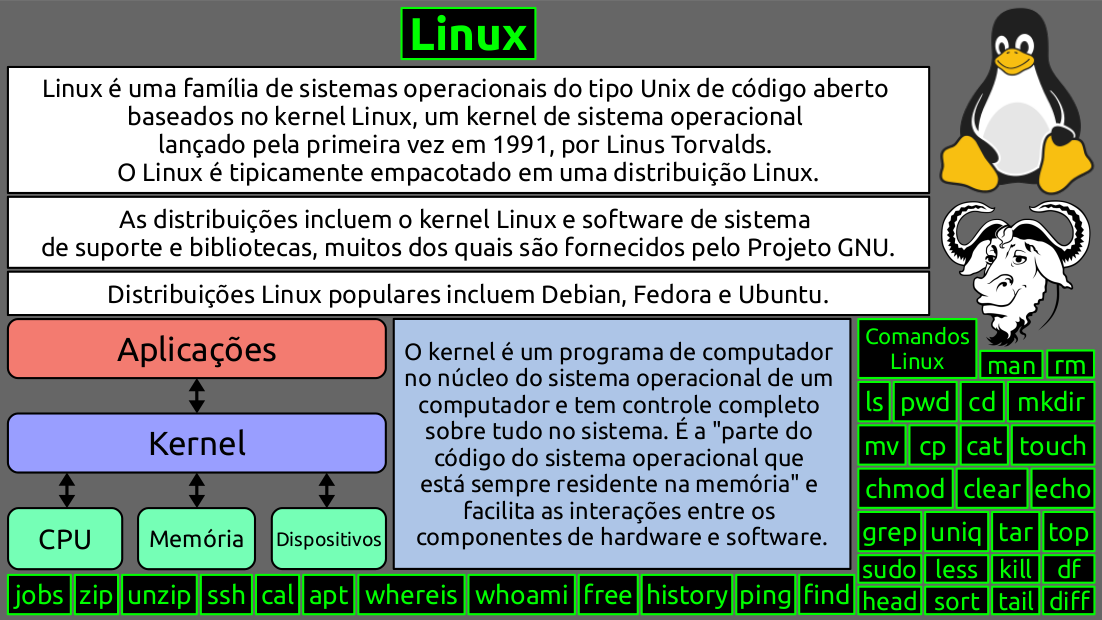 Linux
Linux é uma família de sistemas operacionais do tipo Unix de código aberto
baseados no kernel Linux, um kernel de sistema operacional
lançado pela primeira vez em 1991, por Linus Torvalds.
O Linux é tipicamente empacotado em uma distribuição Linux.
As distribuições incluem o kernel Linux e software de sistema
de suporte e bibliotecas, muitos dos quais são fornecidos pelo Projeto GNU.
Distribuições Linux populares incluem Debian, Fedora e Ubuntu.
Aplicações
Kernel
CPU Memória Dispositivos
O kernel é um programa de computador
no núcleo do sistema operacional de um
computador e tem controle completo
sobre tudo no sistema. É a "parte do
código do sistema operacional que
está sempre residente na memória" e
facilita as interações entre os
componentes de hardware e software.
Comandos
Linux
man rm
ls pwd cd mkdir
mv cp cat touch
chmod clear echo
grep uniq tar top
sudo less kill df
head sort tail diff
jobs zip unzip ssh cal apt whereis whoami free history ping find